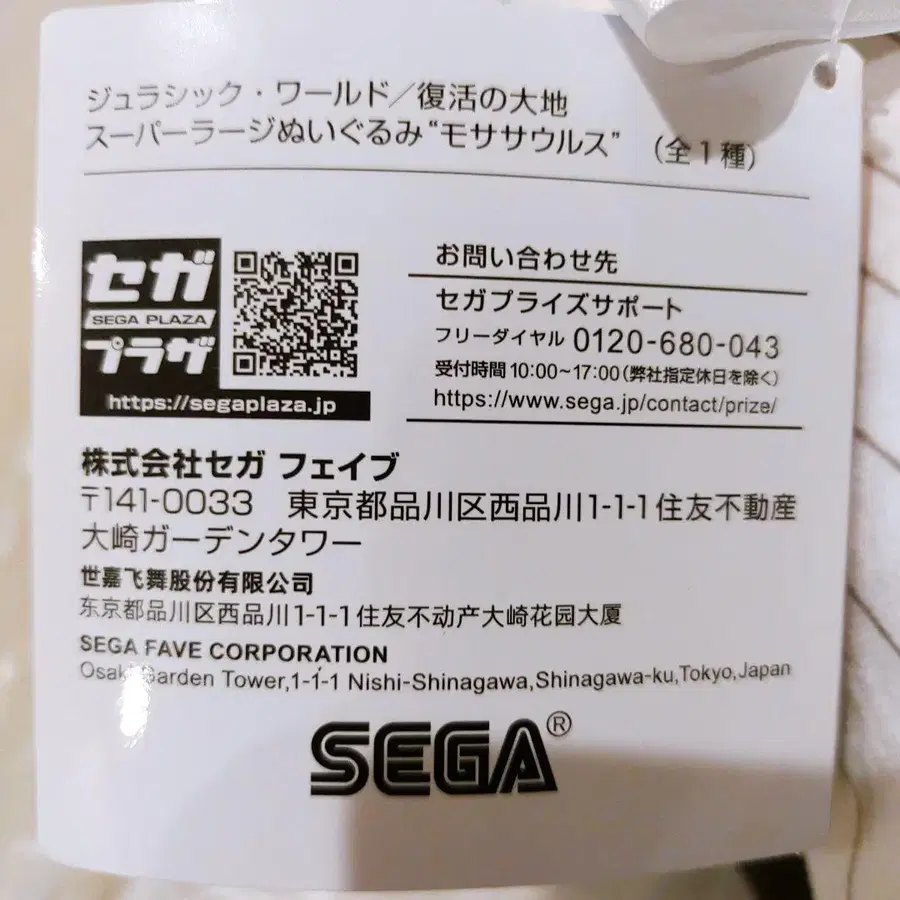 ジュラシック・ワールド／復活の大地
スーパーラージぬいぐるみ“モササウルス” （全1種）
セガ
SEGA PLAZA
プラザ
https://segaplaza.jp
お問い合わせ先
セガプライズサポート
フリーダイヤル 0120-680-043
受付時間 10:00~17:00（弊社指定休日を除く）
https://www.sega.jp/contact/prize/
株式会社セガ フェイブ
〒141-0033 東京都品川区西品川1-1-1住友不動産
大崎ガーデンタワー
世嘉飞舞股份有限公司
东京都品川区西品川1-1-1住友不动产大崎花园大厦
SEGA FAVE CORPORATION
Osaki Garden Tower,1-1-1 Nishi-Shinagawa,Shinagawa-ku,Tokyo,Japan
SEGA®